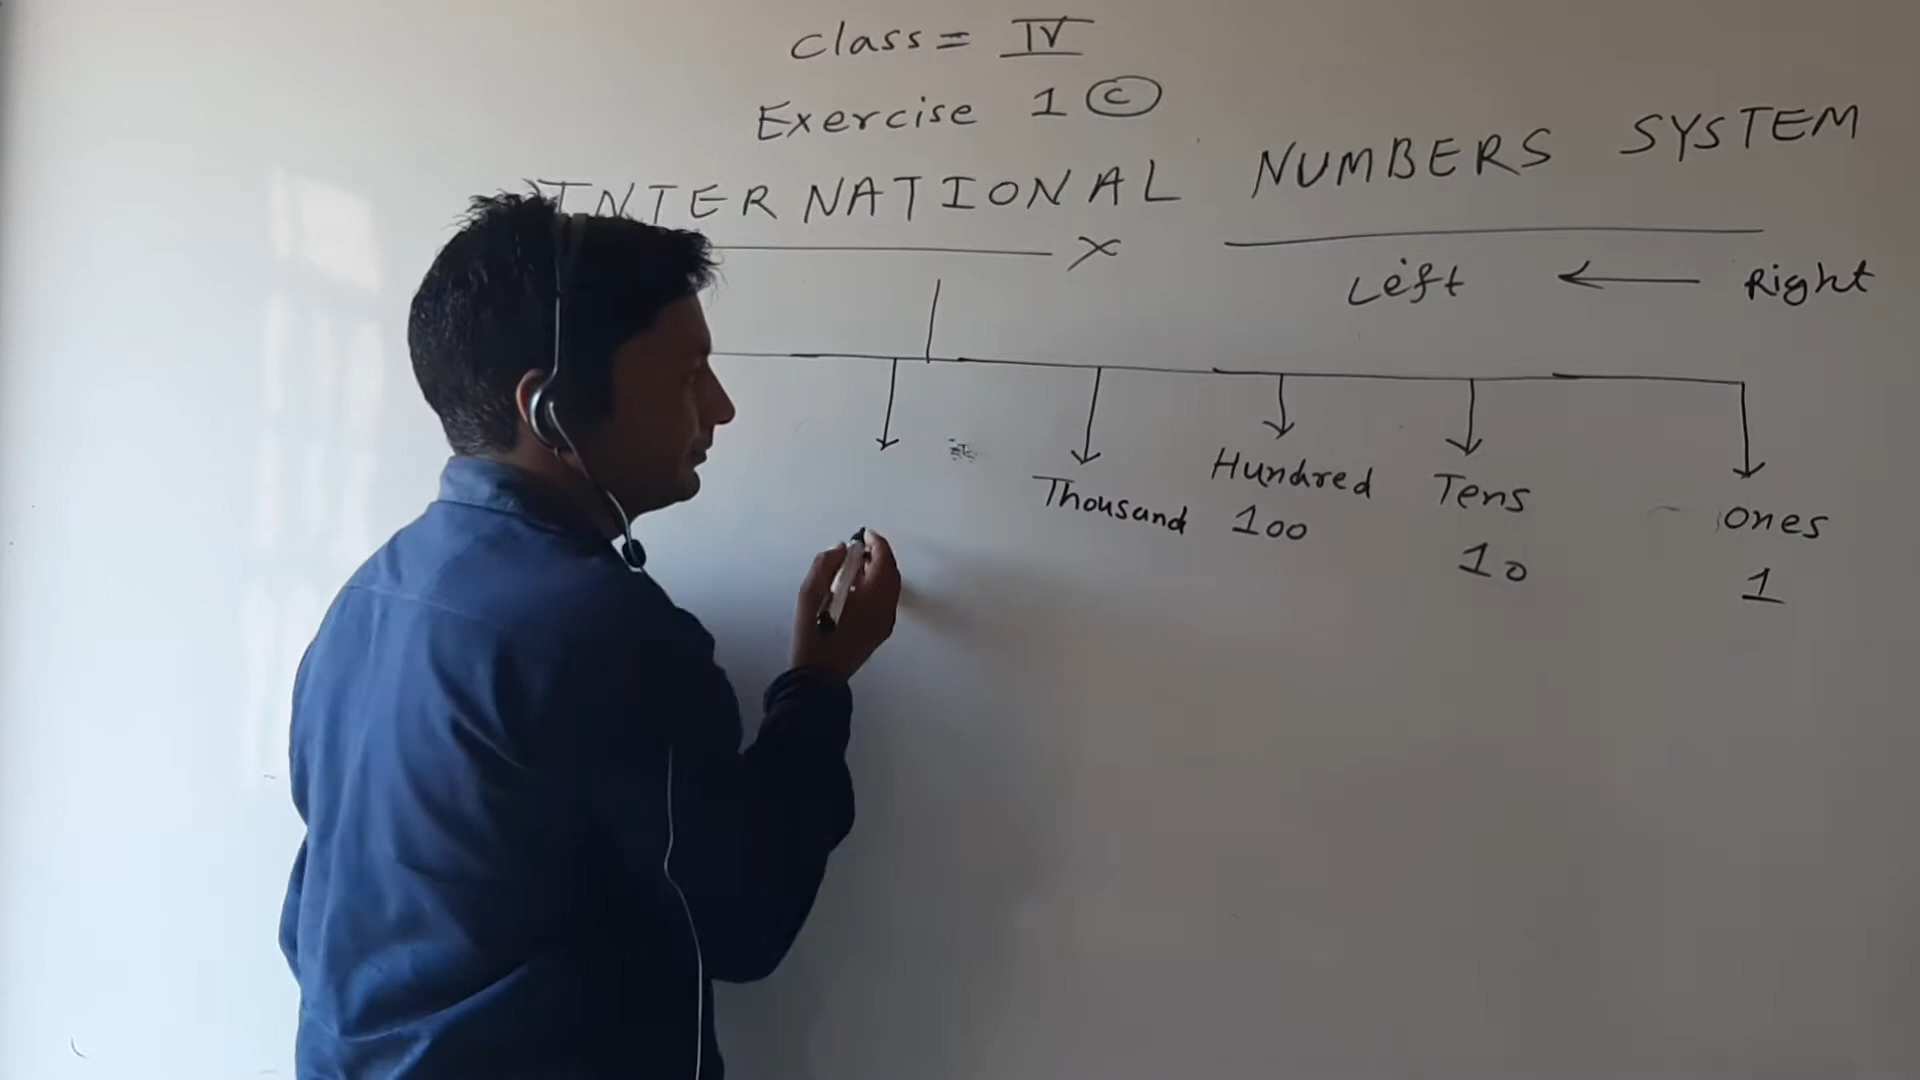 Class = IV
Exercise 1 (C)
INTERNATIONAL NUMBERS SYSTEM
Left ← Right
Thousand Hundred Tens Ones
100 10 1